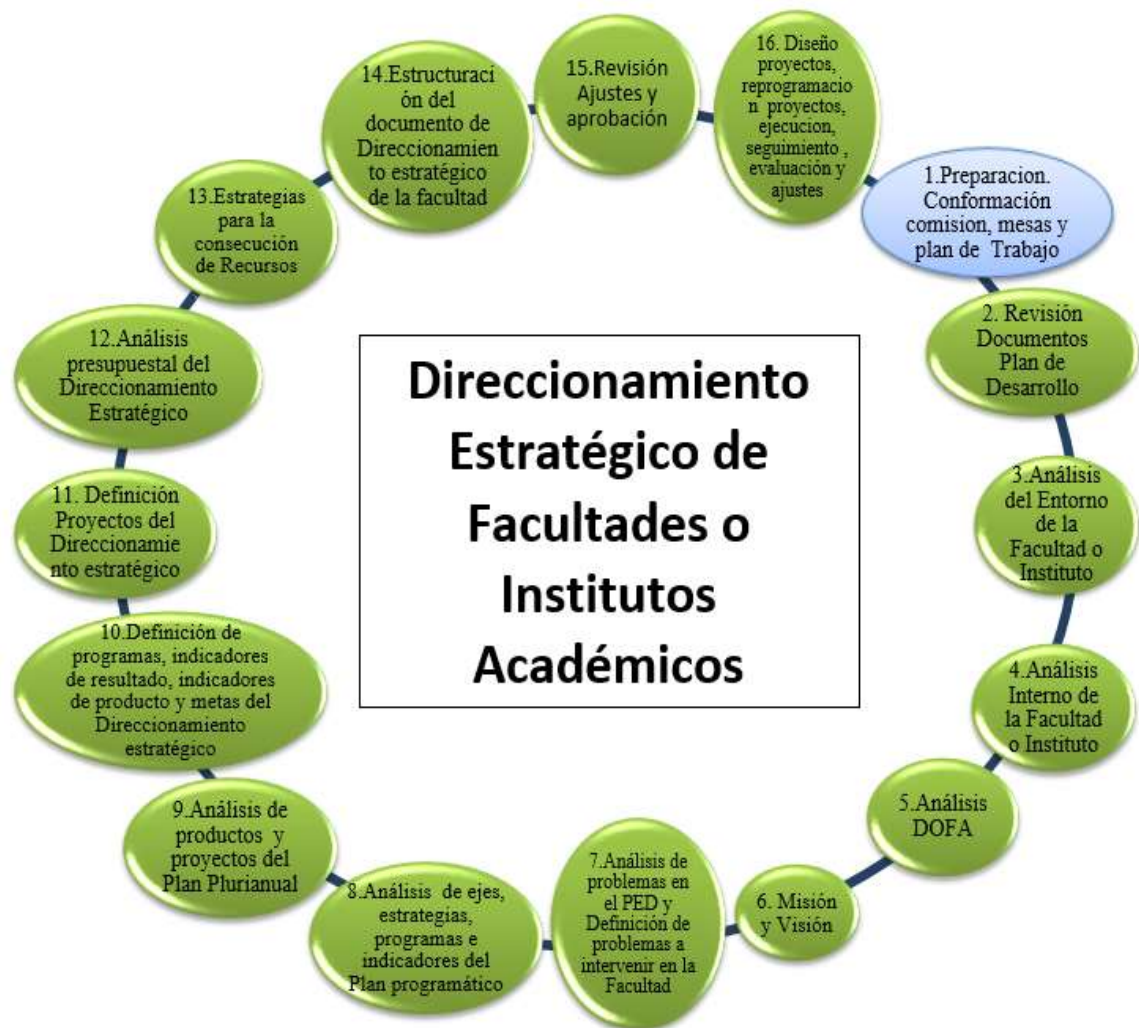 Direccionamiento
Estratégico de
Facultades o
Institutos
Académicos
1.Preparacion.
Conformación
comision, mesas y
plan de Trabajo
2. Revisión
Documentos
Plan de
Desarrollo
3.Análisis
del Entorno
de la
Facultad o
Instituto
4.Análisis
Interno de
la Facultad
o Instituto
5.Análisis
DOFA
6. Misión
y Visión
7.Análisis de
problemas en
el PED y
Definición de
problemas a
intervenir en la
Facultad
8.Análisis de ejes,
estrategias,
programas e
indicadores del
Plan programático
9.Análisis de
productos y
proyectos del
Plan Plurianual
10.Definición de
programas, indicadores
de resultado, indicadores
de producto y metas del
Direccionamiento
estratégico
11. Definición
Proyectos del
Direccionamie
nto estratégico
12.Análisis
presupuestal del
Direccionamiento
Estratégico
13.Estrategias
para la
consecución
de Recursos
14.Estructuraci
ón del
documento de
Direccionamien
to estratégico
de la facultad
15.Revisión
Ajustes y
aprobación
16. Diseño
proyectos,
reprogramacio
n proyectos,
ejecucion,
seguimiento ,
evaluación y
ajustes